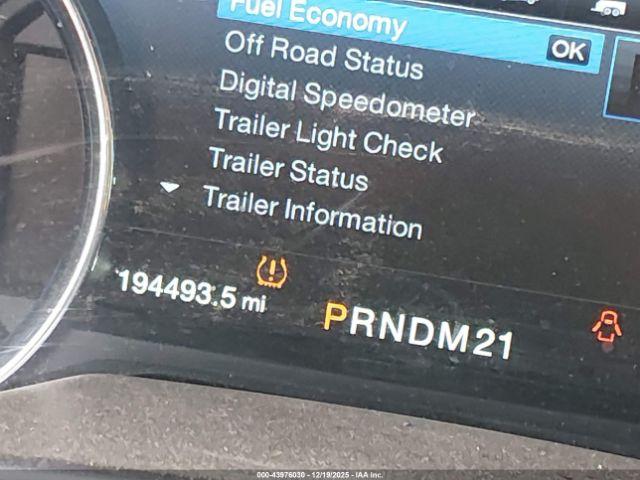 Fuel Economy
OK
Off Road Status
Digital Speedometer
Trailer Light Check
Trailer Status
Trailer Information
194493.5 mi
PRNDM21
000-43976030 - 12/19/2025 - IAA Inc.